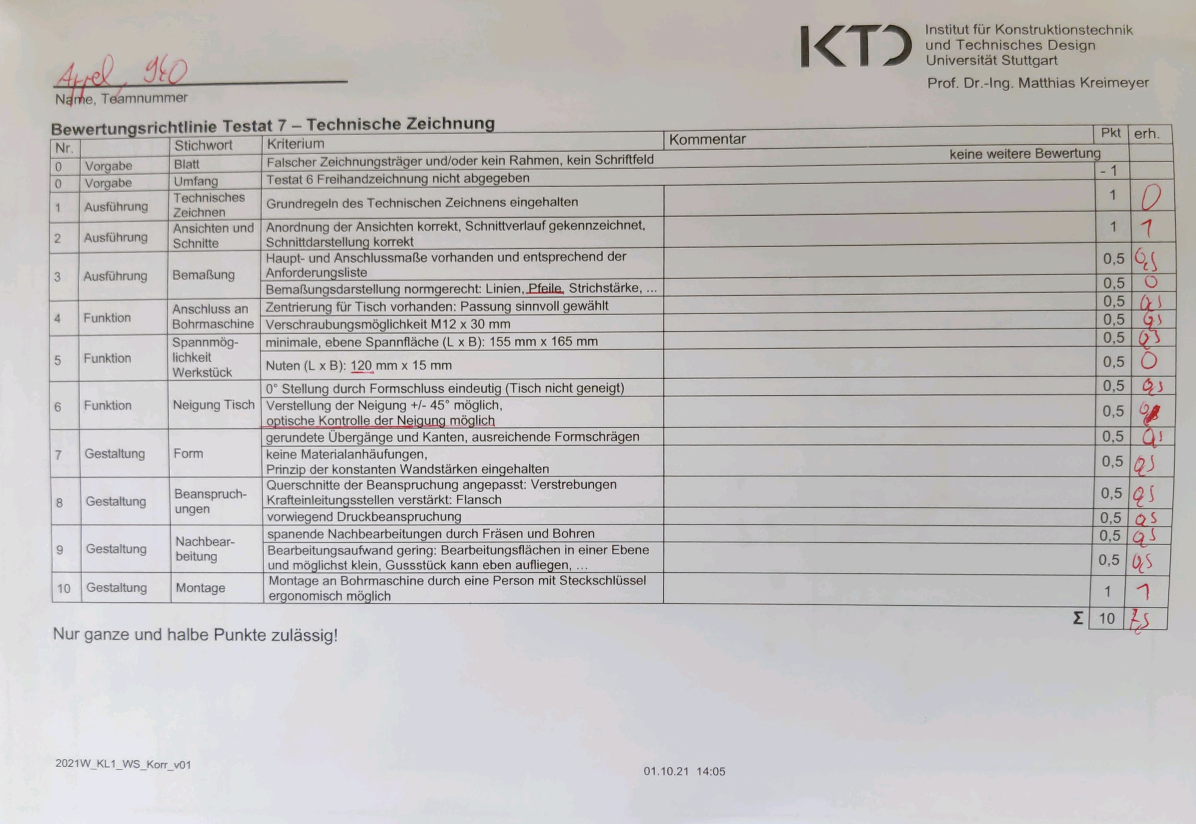 KTD
Institut für Konstruktionstechnik
und Technisches Design
Universität Stuttgart
Prof. Dr.-Ing. Matthias Kreimeyer
940
Name, Teamnummer
Bewertungsrichtlinie Testat 7 – Technische Zeichnung
Nr. Stichwort Kriterium Kommentar Pkt erh.
0 Vorgabe Blatt Falscher Zeichnungsträger und/oder kein Rahmen, kein Schriftfeld keine weitere Bewertung
0 Vorgabe Umfang Testat 6 Freihandzeichnung nicht abgegeben - 1
1 Ausführung Technisches Zeichnen Grundregeln des Technischen Zeichnens eingehalten 1 0
2 Ausführung Ansichten und Schnitte Anordnung der Ansichten korrekt, Schnittverlauf gekennzeichnet,
Schnittdarstellung korrekt 1 1
3 Ausführung Bemaßung Haupt- und Anschlussmaße vorhanden und entsprechend der
Anforderungsliste 0,5 0,5
Bemaßungsdarstellung normgerecht: Linien, Pfeile, Strichstärke, ... 0,5 0
4 Funktion Anschluss an Bohrmaschine Zentrierung für Tisch vorhanden: Passung sinnvoll gewählt 0,5 0,5
Verschraubungsmöglichkeit M12 x 30 mm 0,5 0,5
5 Funktion Spannmög-
lichkeit
Werkstück minimale, ebene Spannfläche (L x B): 155 mm x 165 mm 0,5 0,5
Nuten (L x B): 120 mm x 15 mm 0,5 0
6 Funktion Neigung Tisch 0° Stellung durch Formschluss eindeutig (Tisch nicht geneigt) 0,5 0,5
Verstellung der Neigung +/- 45° möglich,
optische Kontrolle der Neigung möglich 0,5
7 Gestaltung Form gerundete Übergänge und Kanten, ausreichende Formschrägen 0,5 0,5
keine Materialanhäufungen,
Prinzip der konstanten Wandstärken eingehalten 0,5 0,5
8 Gestaltung Beanspruch-
ungen Querschnitte der Beanspruchung angepasst: Verstrebungen
Krafteinleitungsstellen verstärkt: Flansch 0,5 0,5
vorwiegend Druckbeanspruchung 0,5 0,5
9 Gestaltung Nachbear-
beitung spanende Nachbearbeitungen durch Fräsen und Bohren 0,5 0,5
Bearbeitungsaufwand gering: Bearbeitungsflächen in einer Ebene
und möglichst klein, Gussstück kann eben aufliegen, ... 0,5 0,5
10 Gestaltung Montage Montage an Bohrmaschine durch eine Person mit Steckschlüssel
ergonomisch möglich 1 1
Σ 10 7,5
Nur ganze und halbe Punkte zulässig!
2021W_KL1_WS_Korr_v01
01.10.21 14:05